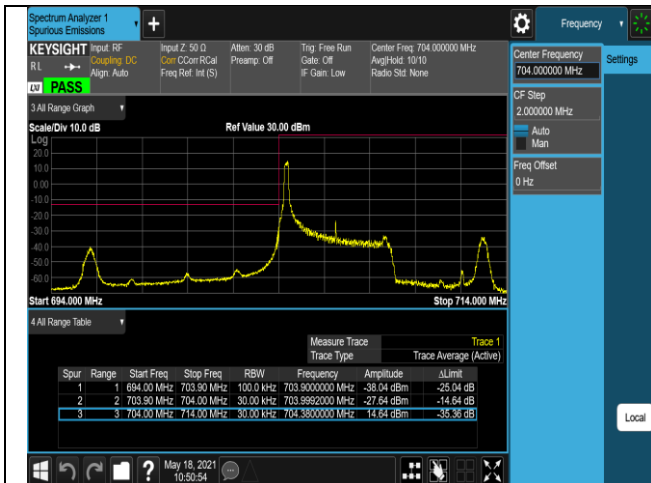 Spectrum Analyzer 1
Spurious Emissions
Frequency
KEYSIGHT Input: RF Input Z: 50 Ω Atten: 30 dB Trig: Free Run Center Freq: 704.000000 MHz
RL Coupling: DC Corr CCorr RCal Preamp: Off Gate: Off Avg|Hold: 10/10
Align: Auto Freq Ref: Int (S) IF Gain: Low Radio Std: None
LXI PASS
Center Frequency
704.000000 MHz
Settings
CF Step
2.000000 MHz
Auto
Man
Freq Offset
0 Hz
3 All Range Graph
Scale/Div 10.0 dB Ref Value 30.00 dBm
Log
20.0
10.0
0.00
-10.0
-20.0
-30.0
-40.0
-50.0
-60.0
Start 694.000 MHz Stop 714.000 MHz
4 All Range Table
Measure Trace Trace 1
Trace Type Trace Average (Active)
Spur Range Start Freq Stop Freq RBW Frequency Amplitude ΔLimit
1 1 694.00 MHz 703.90 MHz 100.0 kHz 703.9000000 MHz -38.04 dBm -25.04 dB
2 2 703.90 MHz 704.00 MHz 30.00 kHz 703.9992000 MHz -27.64 dBm -14.64 dB
3 3 704.00 MHz 714.00 MHz 30.00 kHz 704.3800000 MHz 14.64 dBm -35.36 dB
Local
May 18, 2021
10:50:54